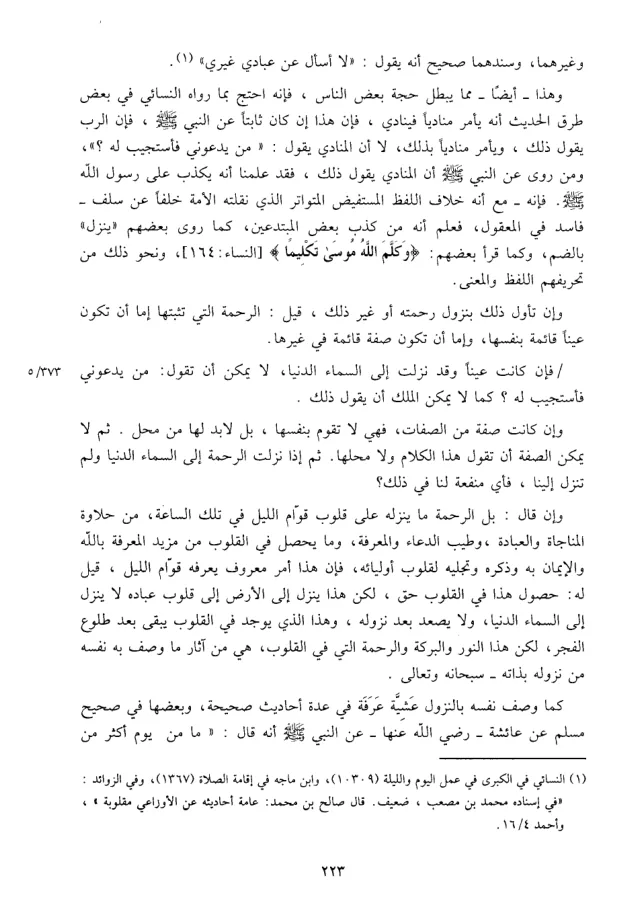 وغيرهما، وسندهما صحيح أنه يقول : «لا أسأل عن عبادي غيري» (١).
وهذا ـ أيضًا ـ مما يبطل حجة بعض الناس ، فإنه احتج بما رواه النسائي في بعض
طرق الحديث أنه يأمر منادياً فينادي ، فإن هذا إن كان ثابتاً عن النبي ﷺ ، فإن الرب
يقول ذلك ، ويأمر منادياً بذلك، لا أن المنادي يقول : « من يدعوني فأستجيب له ؟»،
ومن روى عن النبي ﷺ أن المنادي يقول ذلك ، فقد علمنا أنه يكذب على رسول الله
ﷺ. فإنه ـ مع أنه خلاف اللفظ المستفيض المتواتر الذي نقلته الأمة خلفاً عن سلف ـ
فاسد في المعقول، فعلم أنه من كذب بعض المبتدعين، كما روى بعضهم «ينزل»
بالضم، وكما قرأ بعضهم: ﴿وَكَلَّمَ اللَّهُ مُوسَىٰ تَكْلِيمًا﴾ [النساء:١٦٤]، ونحو ذلك من
تحريفهم اللفظ والمعنى.
وإن تأول ذلك بنزول رحمته أو غير ذلك ، قيل : الرحمة التي تثبتها إما أن تكون
عيناً قائمة بنفسها، وإما أن تكون صفة قائمة في غيرها.
/ فإن كانت عيناً وقد نزلت إلى السماء الدنيا، لا يمكن أن تقول: من يدعوني ٥/٣٧٣
فأستجيب له ؟ كما لا يمكن الملك أن يقول ذلك .
وإن كانت صفة من الصفات، فهي لا تقوم بنفسها ، بل لابد لها من محل . ثم لا
يمكن الصفة أن تقول هذا الكلام ولا محلها. ثم إذا نزلت الرحمة إلى السماء الدنيا ولم
تنزل إلينا ، فأي منفعة لنا في ذلك؟
وإن قال : بل الرحمة ما ينزله على قلوب قوّام الليل في تلك الساعة، من حلاوة
المناجاة والعبادة ،وطيب الدعاء والمعرفة، وما يحصل في القلوب من مزيد المعرفة بالله
والإيمان به وذكره وتجليه لقلوب أوليائه، فإن هذا أمر معروف يعرفه قوّام الليل ، قيل
له: حصول هذا في القلوب حق ، لكن هذا ينزل إلى الأرض إلى قلوب عباده لا ينزل
إلى السماء الدنيا، ولا يصعد بعد نزوله ، وهذا الذي يوجد في القلوب يبقى بعد طلوع
الفجر، لكن هذا النور والبركة والرحمة التي في القلوب، هي من آثار ما وصف به نفسه
من نزوله بذاته ـ سبحانه وتعالى .
كما وصف نفسه بالنزول عَشِيَّة عَرَفَة في عدة أحاديث صحيحة، وبعضها في صحيح
مسلم عن عائشة ـ رضي الله عنها ـ عن النبي ﷺ أنه قال : « ما من يوم أكثر من
(١) النسائي في الكبرى في عمل اليوم والليلة (١٠٣٠٩)، وابن ماجه في إقامة الصلاة (١٣٦٧)، وفي الزوائد :
«في إسناده محمد بن مصعب ، ضعيف. قال صالح بن محمد: عامة أحاديثه عن الأوزاعي مقلوبة » ،
وأحمد ١٦/٤ .
٢٢٣